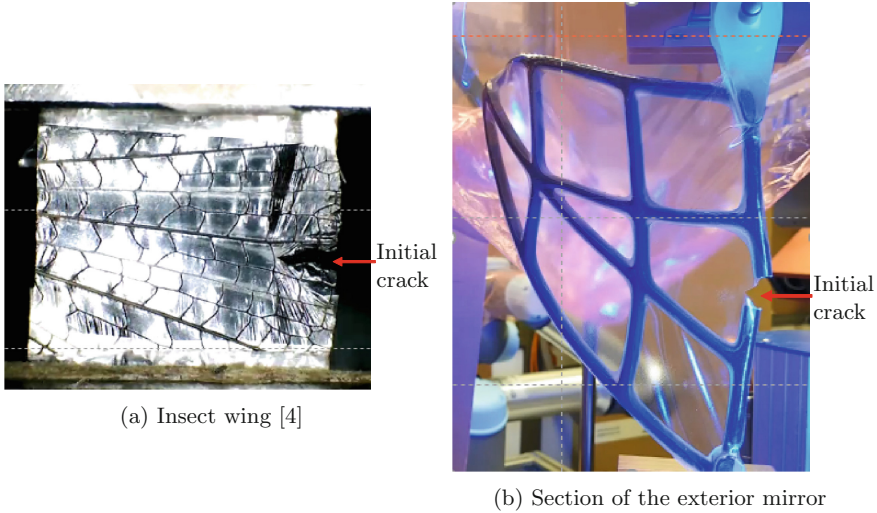 Initial
crack
(a) Insect wing [4]
Initial
crack
(b) Section of the exterior mirror